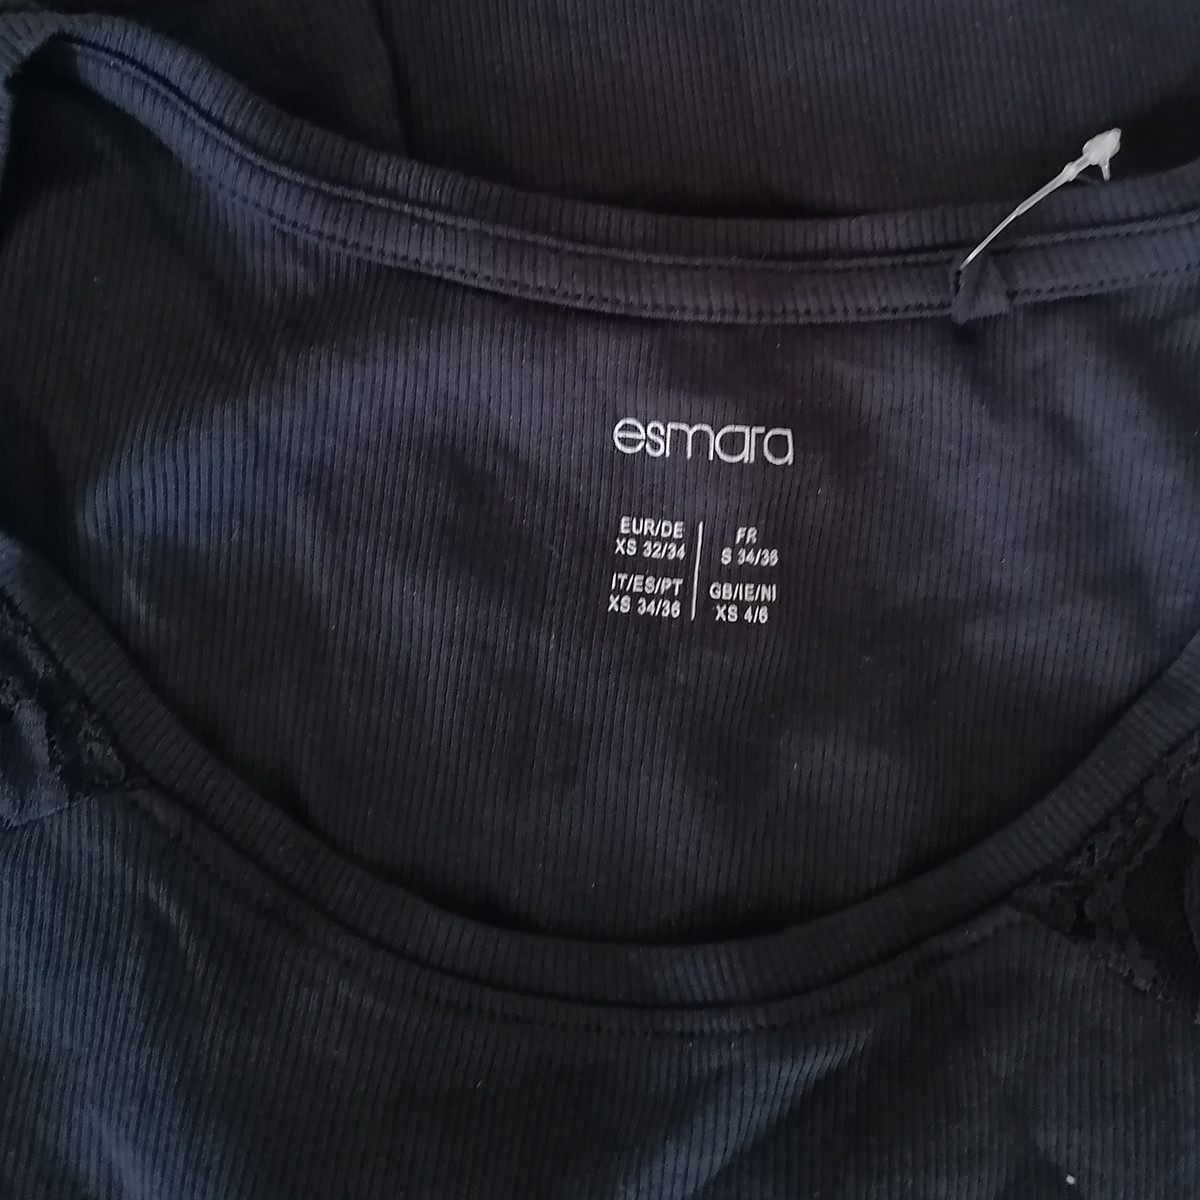 esmara
EUR/DE
XS 32/34
FR
S 34/36
IT/ES/PT
XS 34/36
GB/IE/NI
XS 4/6